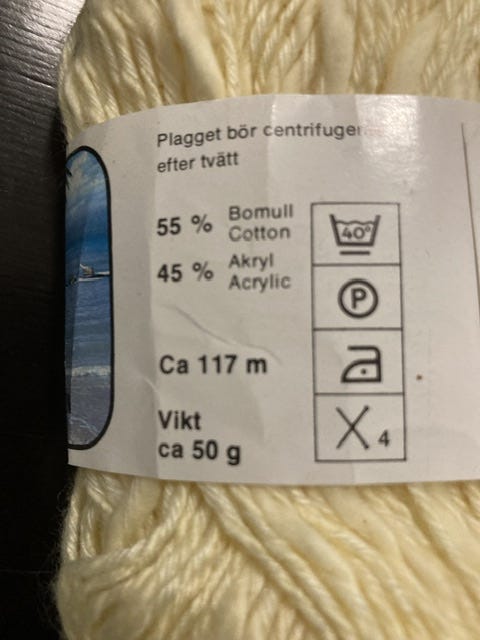 Plagget bör
efter tvätt
55 % Bomull
Cotton
45 % Akryl
Acrylic
Ca 117 m
Vikt
ca 50 g
40°
P
4